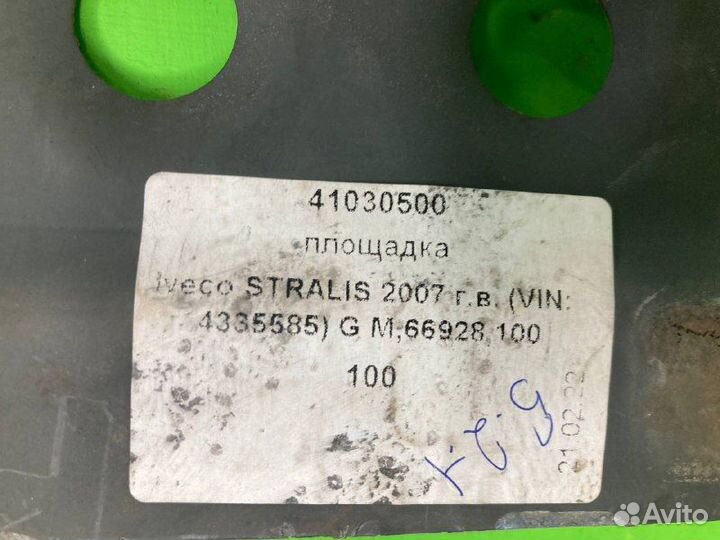 41030500
площадка
Iveco STRALIS 2007 г.в. (VIN:
4335585) G M,66928,100
100
21.02.22
Avito